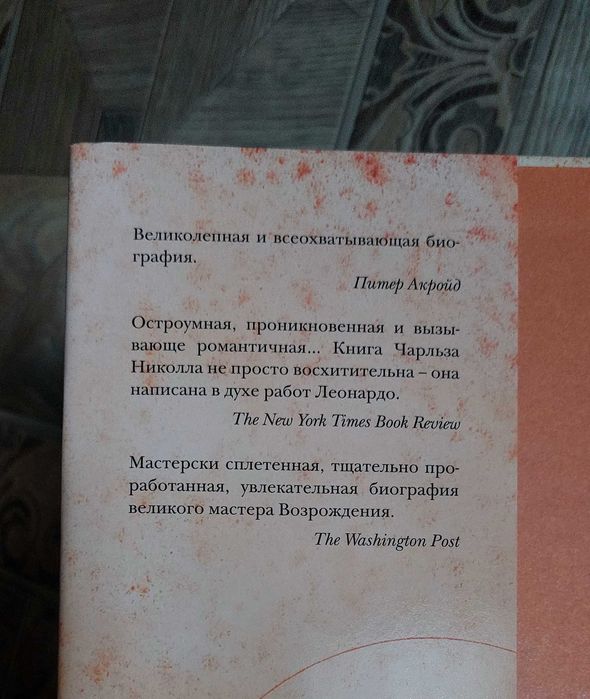 Великолепная и всеохватывающая био-
графия.
Питер Акройд
Остроумная, проникновенная и вызы-
вающе романтичная... Книга Чарльза
Николла не просто восхитительна – она
написана в духе работ Леонардо.
The New York Times Book Review
Мастерски сплетенная, тщательно про-
работанная, увлекательная биография
великого мастера Возрождения.
The Washington Post